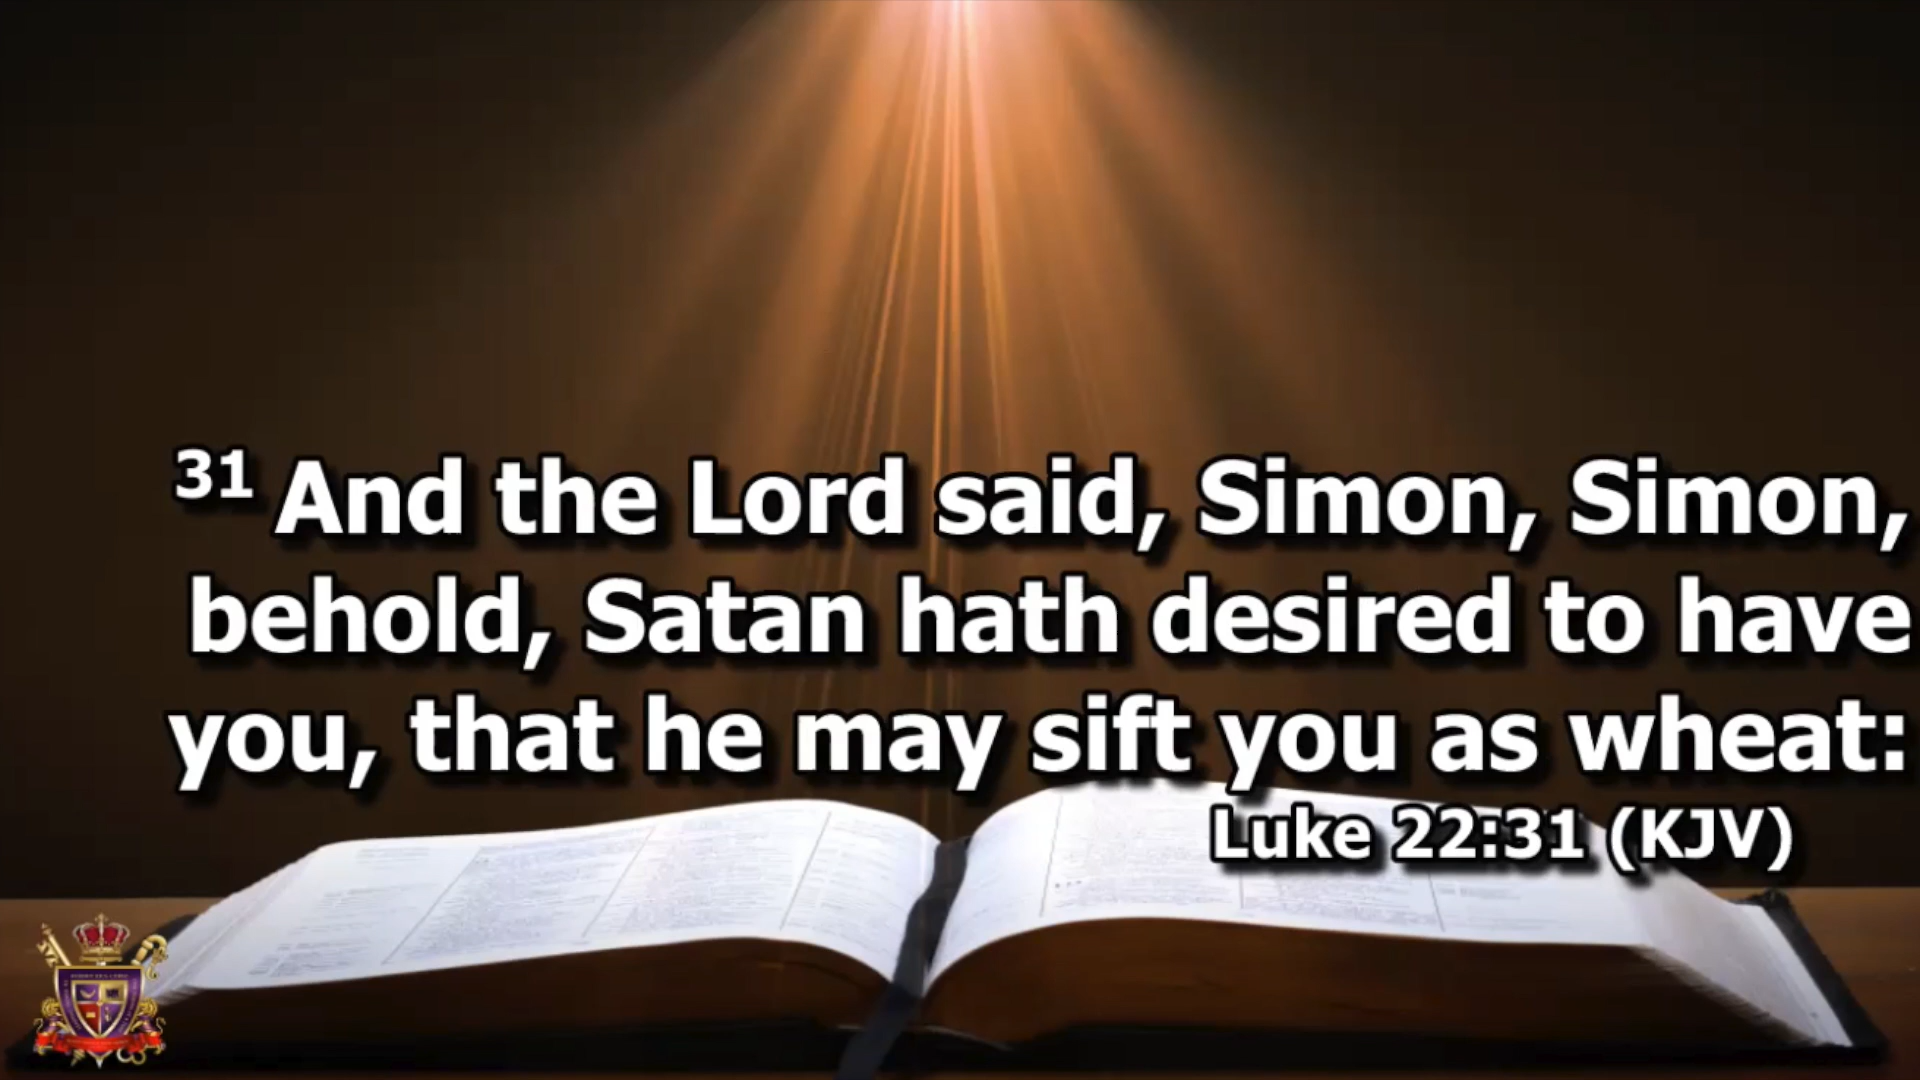 31 And the Lord said, Simon, Simon,
behold, Satan hath desired to have
you, that he may sift you as wheat:
Luke 22:31 (KJV)